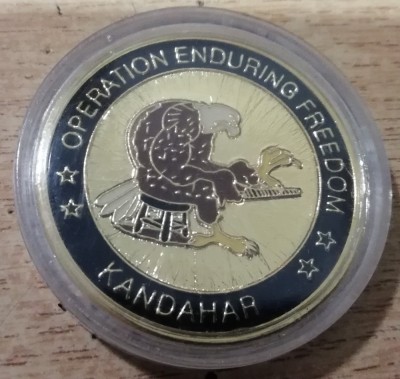 OPERATION ENDURING FREEDOM
KANDAHAR